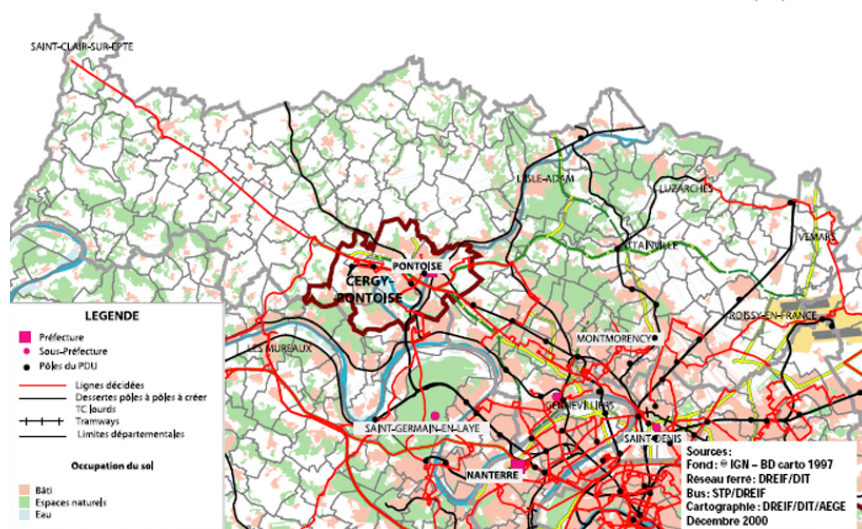 SAINT-CLAIR-SUR-EPTE
L'ISLE-ADAM
LUZARCHES
ATTAINVILLE
VEMARS
PONTOISE
CERGY-
PONTOISE
ROISSY-EN-FRANCE
LES MUREAUX
MONTMORENCY
GENNEVILLIERS
SAINT-GERMAIN-EN-LAYE
SAINT-DENIS
NANTERRE
LEGENDE
Préfecture
Sous-Préfecture
Pôles du PDU
Lignes décidées
Dessertes pôles à pôles à créer
TC lourds
Tramways
Limites départementales
Occupation du sol
Bâti
Espaces naturels
Eau
Sources:
Fond: © IGN – BD carto 1997
Réseau ferré: DREIF/DIT
Bus: STP/DREIF
Cartographie: DREIF/DIT/AEGE
Décembre 2000